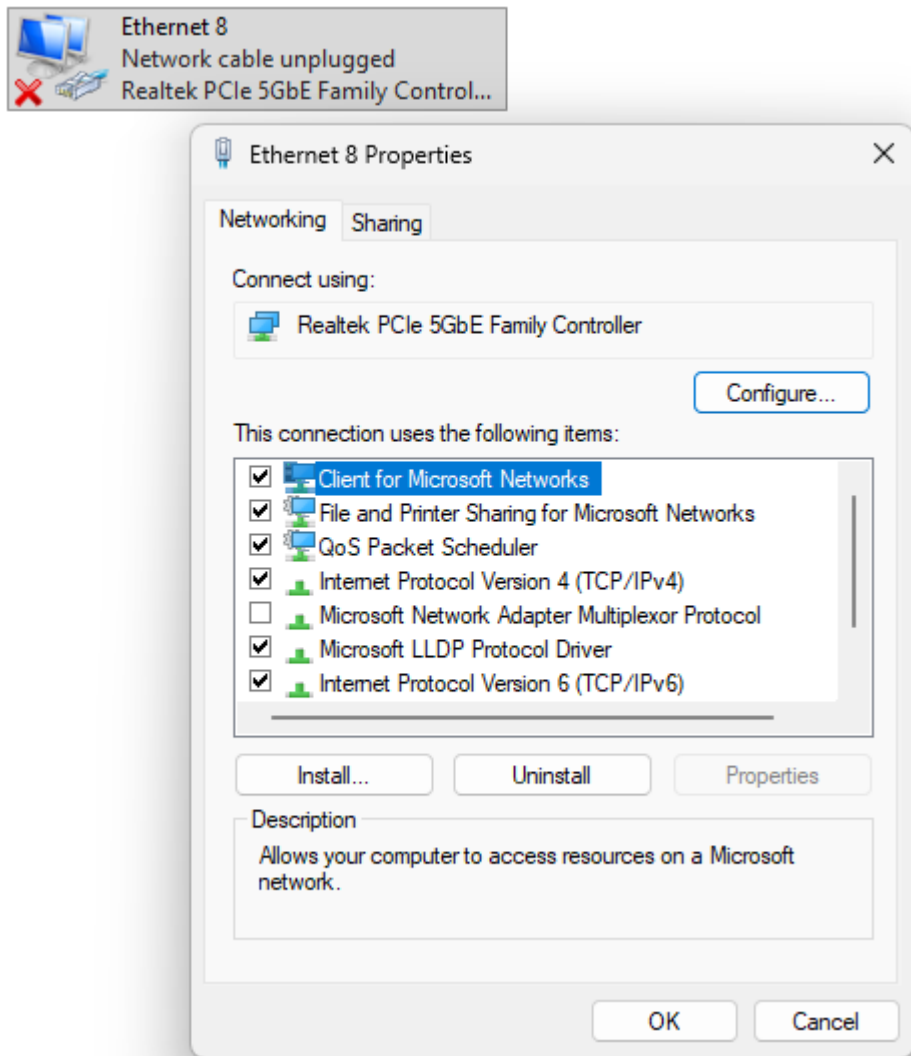 Ethernet 8
Network cable unplugged
Realtek PCIe 5GbE Family Control...
Ethernet 8 Properties
Networking
Sharing
Connect using:
Realtek PCIe 5GbE Family Controller
Configure...
This connection uses the following items:
Client for Microsoft Networks
File and Printer Sharing for Microsoft Networks
QoS Packet Scheduler
Internet Protocol Version 4 (TCP/IPv4)
Microsoft Network Adapter Multiplexor Protocol
Microsoft LLDP Protocol Driver
Internet Protocol Version 6 (TCP/IPv6)
Install...
Uninstall
Properties
Description
Allows your computer to access resources on a Microsoft
network.
OK
Cancel